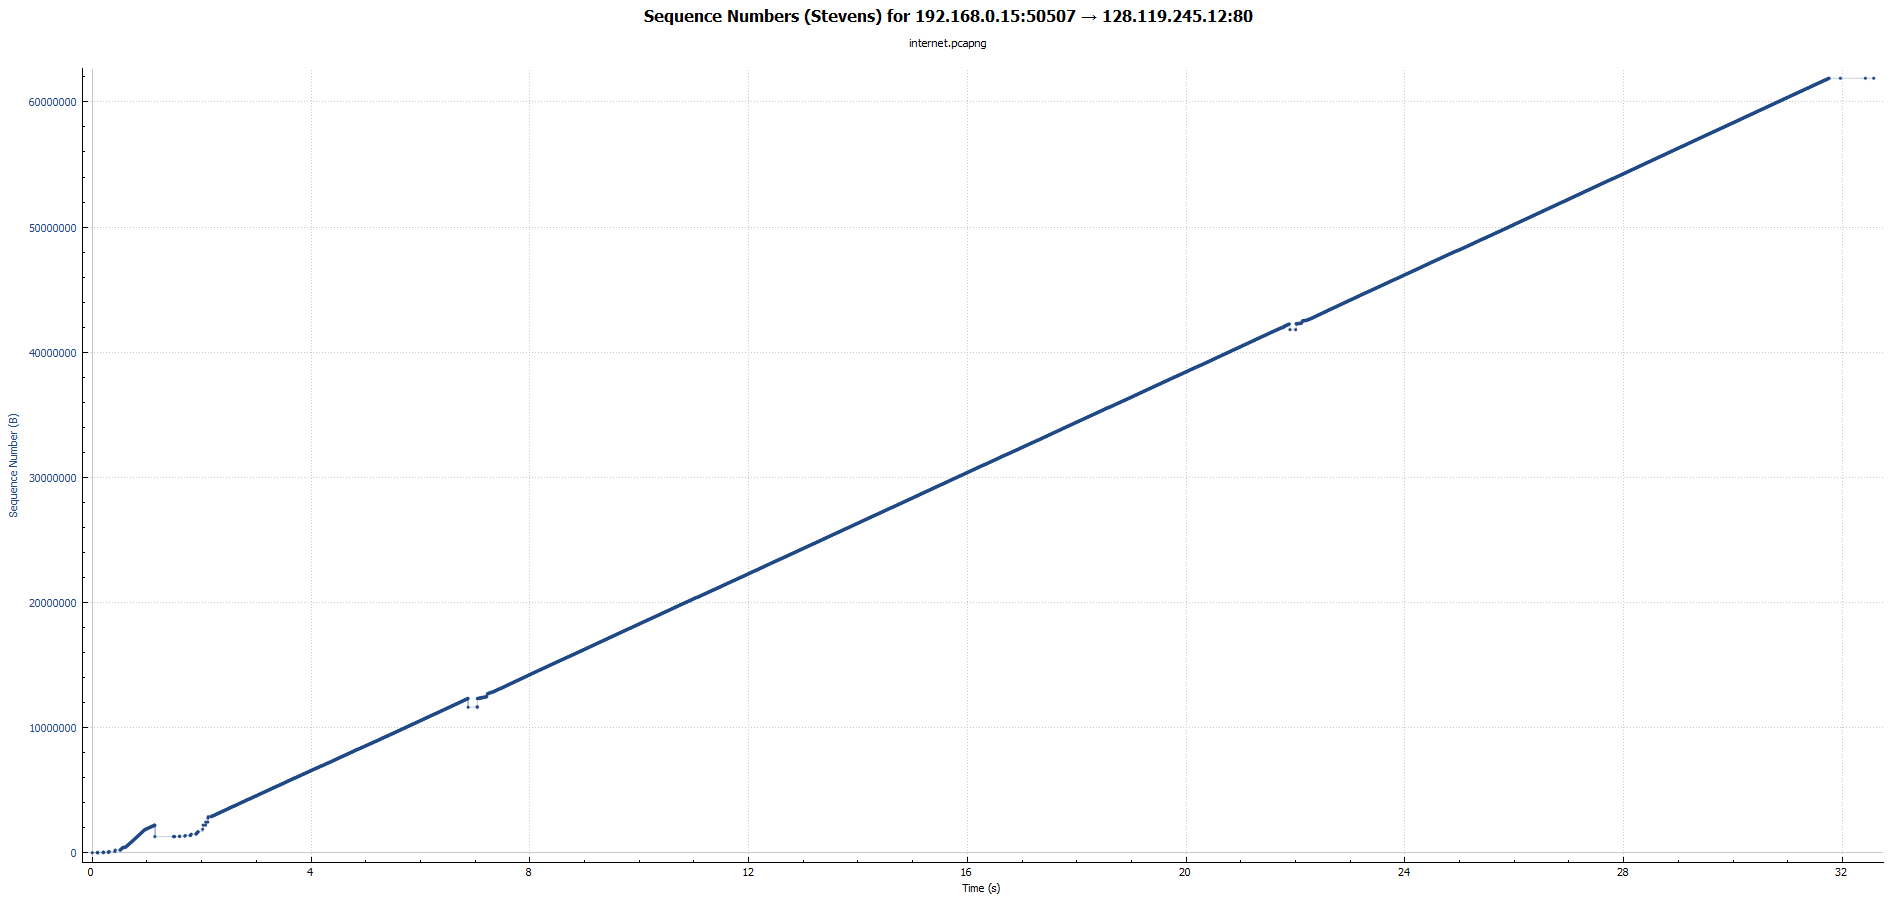 Sequence Numbers (Stevens) for 192.168.0.15:50507 → 128.119.245.12:80
internet.pcapng
60000000
50000000
40000000
30000000
20000000
10000000
0
Sequence Number (B)
0 4 8 12 16 20 24 28 32
Time (s)